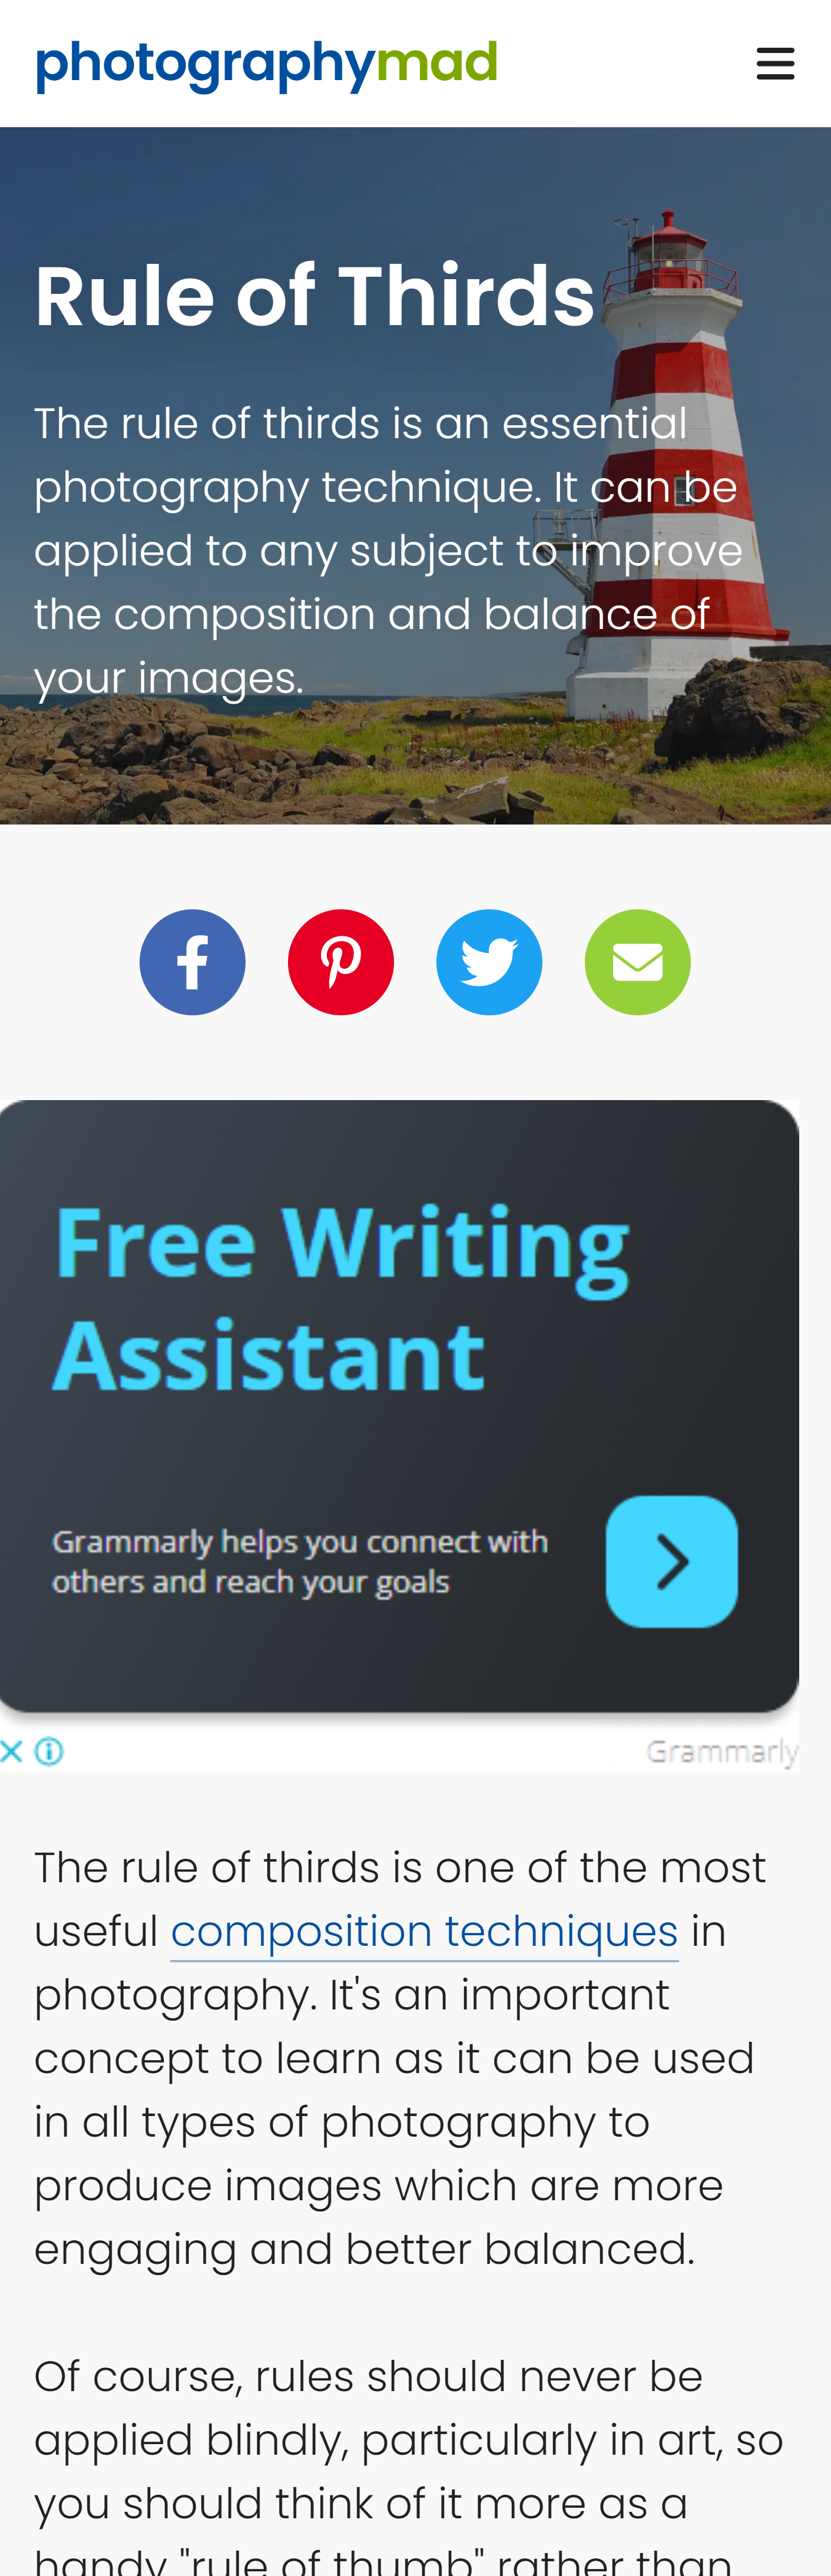 photographymad
Rule of Thirds
The rule of thirds is an essential
photography technique. It can be
applied to any subject to improve
the composition and balance of
your images.
Free Writing
Assistant
Grammarly helps you connect with
others and reach your goals
Grammarly
The rule of thirds is one of the most
useful composition techniques in
photography. It's an important
concept to learn as it can be used
in all types of photography to
produce images which are more
engaging and better balanced.
Of course, rules should never be
applied blindly, particularly in art, so
you should think of it more as a
handy "rule of thumb" rather than